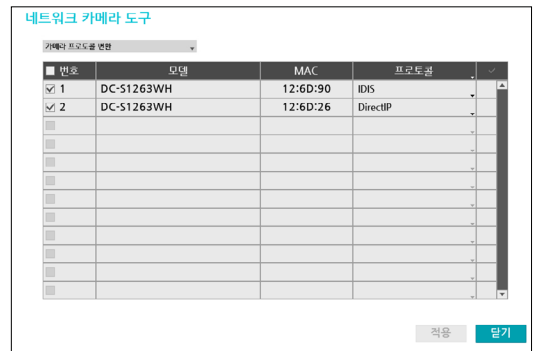 네트워크 카메라 도구
카메라 프로토콜 변환
번호 모델 MAC 프로토콜
1 DC-S1263WH 12:6D:90 IDIS
2 DC-S1263WH 12:6D:26 DirectIP
적용 닫기